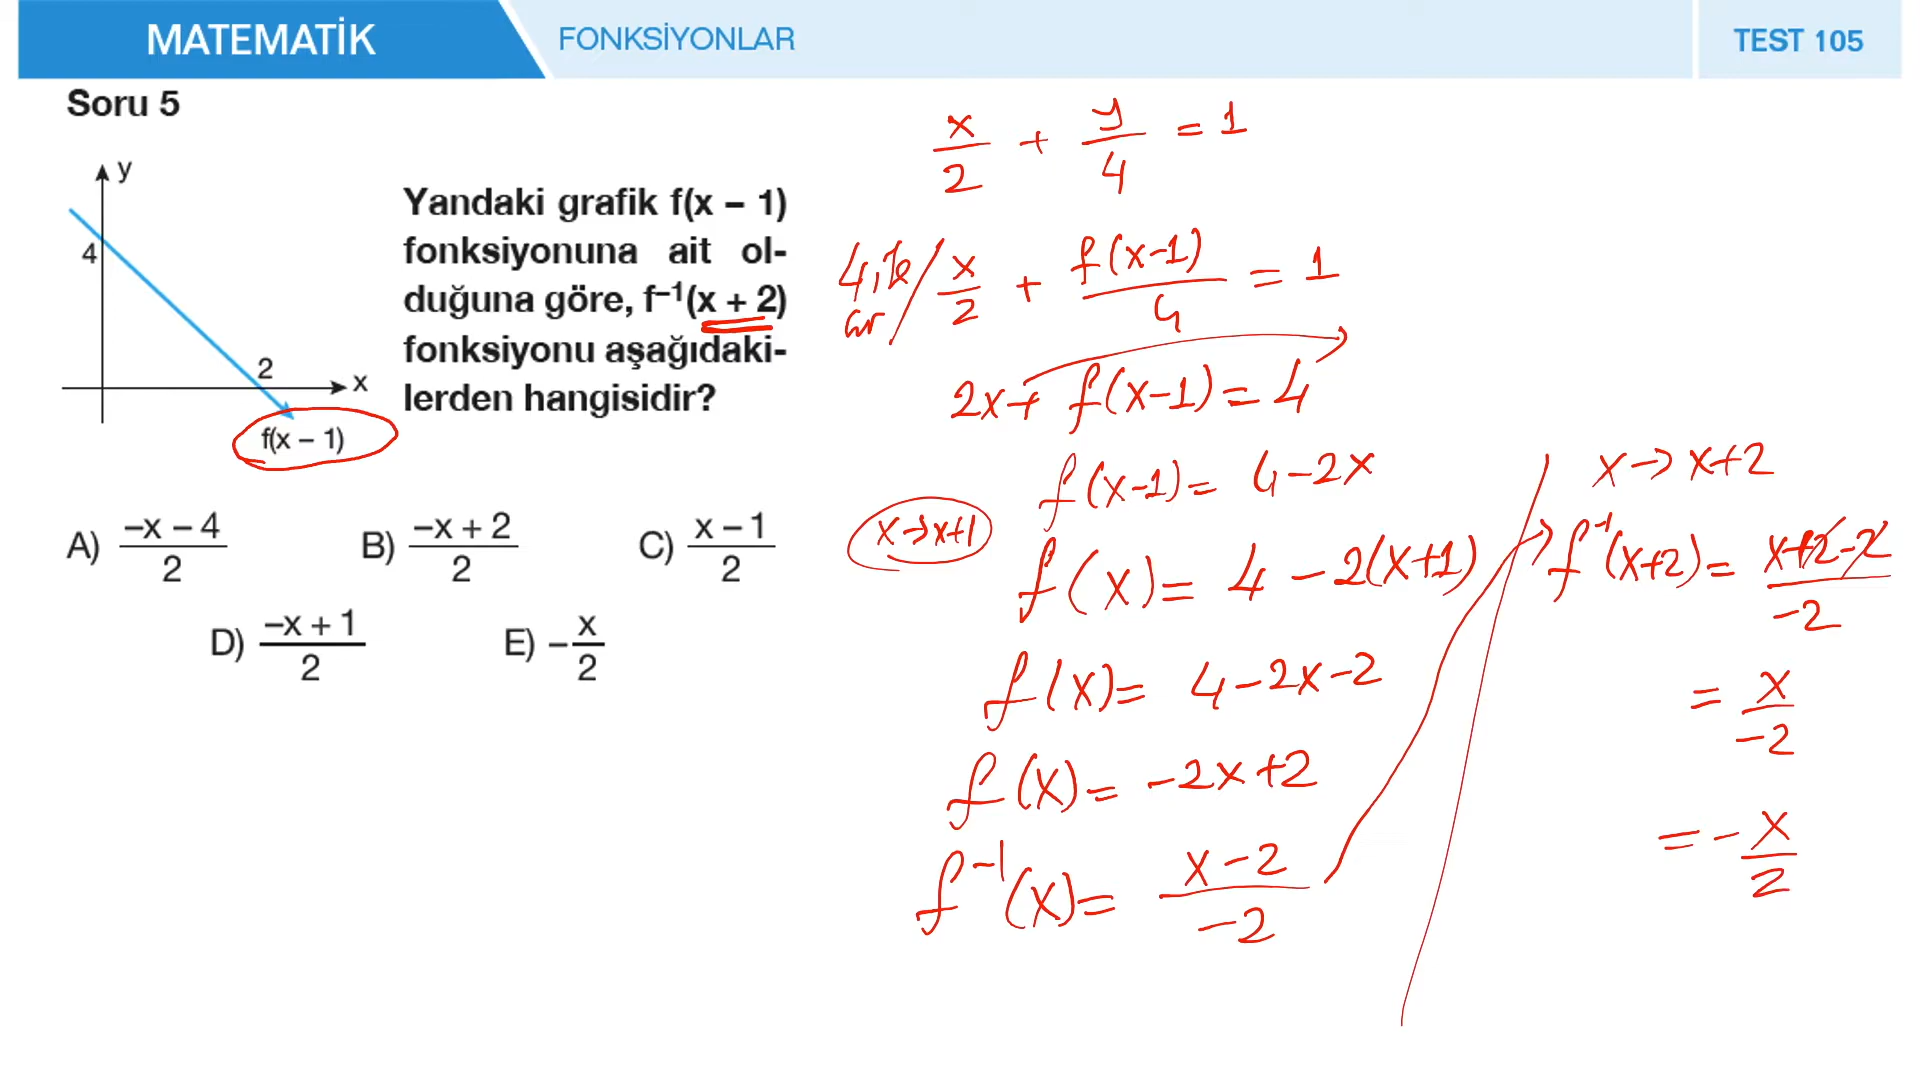 MATEMATİK
FONKSİYONLAR
TEST 105
Soru 5
y
4
2
x
f(x – 1)
Yandaki grafik f(x – 1)
fonksiyonuna ait ol-
duğuna göre, f⁻¹(x + 2)
fonksiyonu aşağıdaki-
lerden hangisidir?
A) (–x – 4)/2
B) (–x + 2)/2
C) (x – 1)/2
D) (–x + 1)/2
E) –x/2
x/2 + y/4 = 1
x/2 + f(x-1)/4 = 1
2x + f(x-1) = 4
f(x-1) = 4-2x
x→x+1
f(x) = 4-2(x+1)
f(x) = 4-2x-2
f(x) = -2x+2
f⁻¹(x) = (x-2)/-2
x→x+2
f⁻¹(x+2) = (x+2-2)/-2
= x/-2
= -x/2